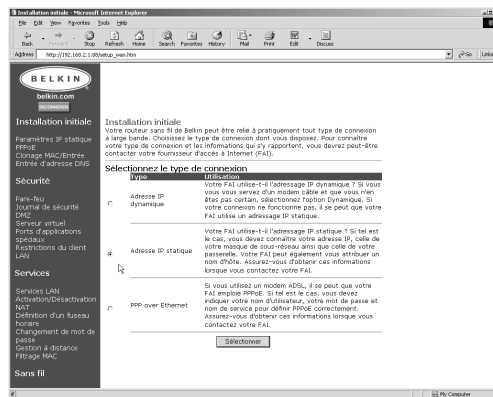 Installation initiale - Microsoft Internet Explorer
File Edit View Favorites Tools Help
Back Forward Stop Refresh Home Search Favorites History Mail Print Edit Discuss
Address http://192.168.2.1:88/setup_wan.htm Go Links
BELKIN
belkin.com
DECONNEXION
Installation initiale
Paramètres IP statique
PPPoE
Clonage MAC/Entrée
Entrée d'adresse DNS
Sécurité
Pare-feu
Journal de sécurité
DMZ
Serveur virtuel
Ports d'applications
spéciaux
Restrictions du client
LAN
Services
Services LAN
Activation/Désactivation
NAT
Définition d'un fuseau
horaire
Changement de mot de
passe
Gestion à distance
Filtrage MAC
Sans fil
Installation initiale
Votre routeur sans fil de Belkin peut être relié à pratiquement tout type de connexion
à large bande. Choisissez le type de connexion dont vous disposez. Pour connaître
votre type de connexion et les infomations qui s'y rapportent, vous devrez peut-être
contacter votre fournisseur d'accès à Internet (FAI).
Sélectionnez le type de connexion
Type Utilisation
Adresse IP
dynamique
Votre FAI utilise-t-il l'adressage IP dynamique ? Si vous
vous vous servez d'un modem câble et que vous n'en
êtes pas certain, sélectionnez l'option Dynamique. Si
votre connexion ne fonctionne pas, il se peut que votre
FAI utilise un adressage IP statique.
Adresse IP statique
Votre FAI utilise-t-il l'adressage IP statique ? Si tel est
le cas, vous devez connaître votre adresse IP, celle de
votre masque de sous-réseau ainsi que celle de votre
passerelle. Votre FAI peut également vous attribuer un
nom d'hôte. Assurez-vous d'obtenir ces informations
lorsque vous contactez votre FAI.
PPP over Ethernet
Si vous utilisez un modem ADSL, il se peut que votre
FAI emploie PPPoE. Si tel est le cas, vous devez
indiquer votre nom d'utilisateur, votre mot de passe et
nom de service pour définir PPPoE correctement.
Assurez-vous d'obtenir ces informations lorsque vous
contactez votre FAI.
Sélectionner
My Computer